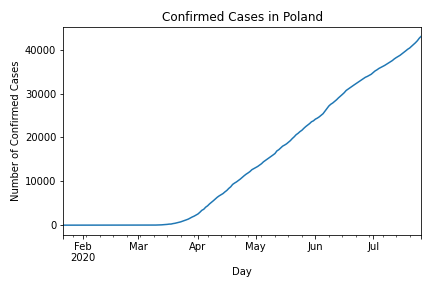 Confirmed Cases in Poland
Number of Confirmed Cases
40000
30000
20000
10000
0
Feb
2020
Mar
Apr
May
Jun
Jul
Day